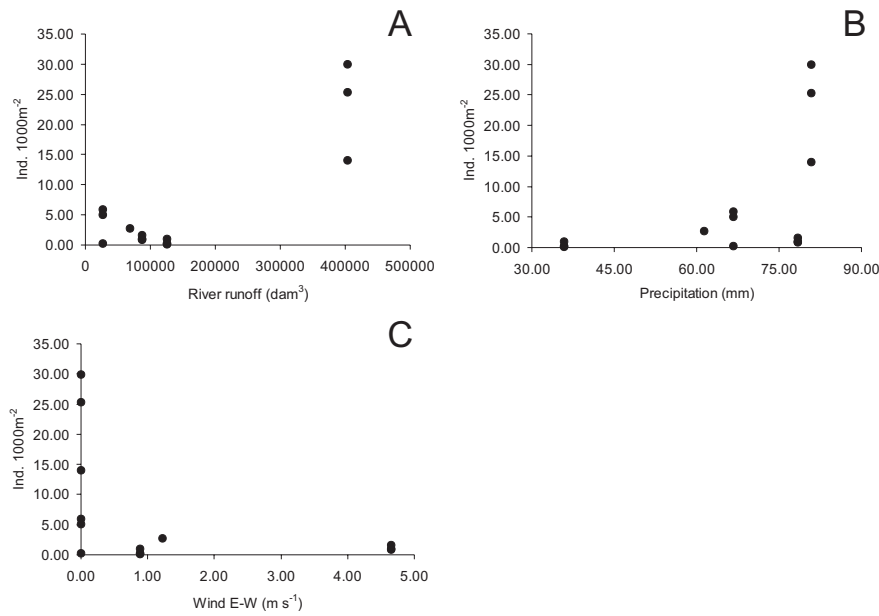 A
35.00
30.00
25.00
20.00
15.00
10.00
5.00
0.00
Ind. 1000m⁻²
0 100000 200000 300000 400000 500000
River runoff (dam³)
B
35.00
30.00
25.00
20.00
15.00
10.00
5.00
0.00
Ind. 1000m⁻²
30.00 45.00 60.00 75.00 90.00
Precipitation (mm)
C
35.00
30.00
25.00
20.00
15.00
10.00
5.00
0.00
Ind. 1000m⁻²
0.00 1.00 2.00 3.00 4.00 5.00
Wind E-W (m s⁻¹)